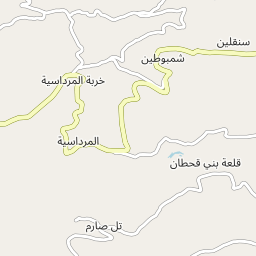 سنقلين
شمبوطين
خربة المرداسية
المرداسية
قلعة بني قحطان
تل صارم